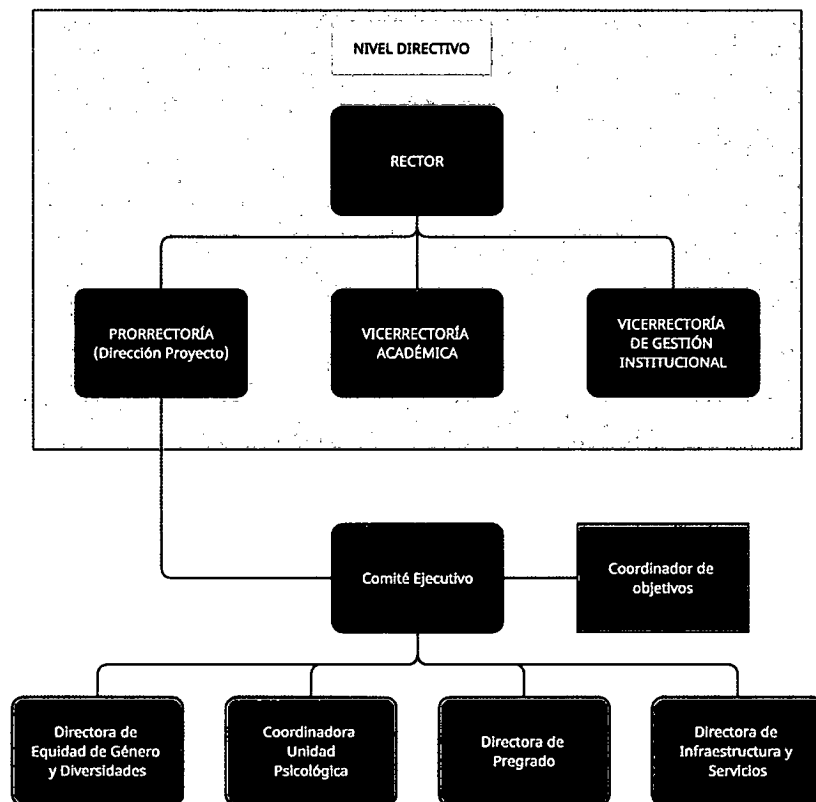 NIVEL DIRECTIVO
RECTOR
PRORRECTORÍA
(Dirección Proyecto)
VICERRECTORÍA
ACADÉMICA
VICERRECTORÍA
DE GESTIÓN
INSTITUCIONAL
Comité Ejecutivo
Coordinador de
objetivos
Directora de
Equidad de Género
y Diversidades
Coordinadora
Unidad
Psicológica
Directora de
Pregrado
Directora de
Infraestructura y
Servicios